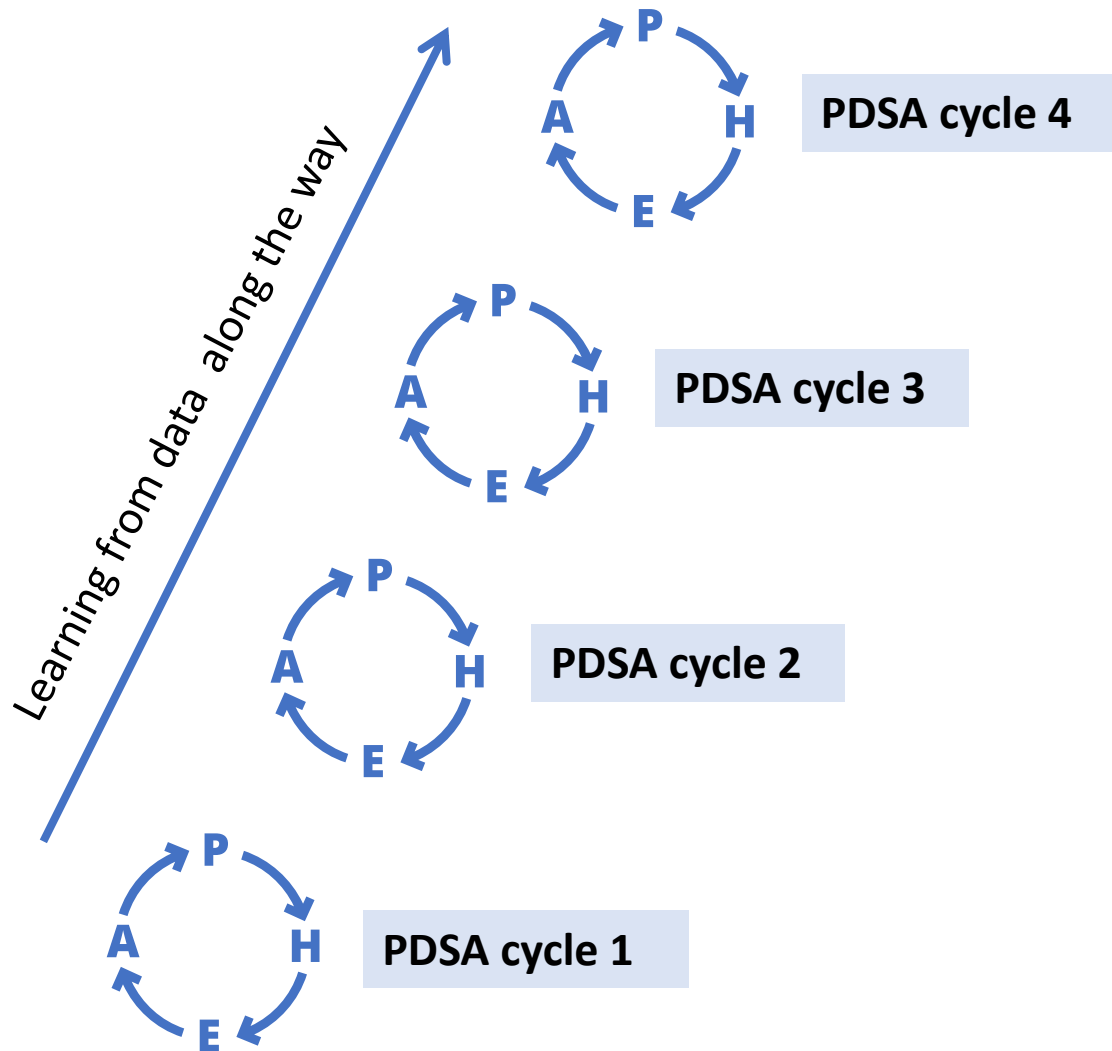 P
A
H
PDSA cycle 4
E
Learning from data along the way
P
A
H
PDSA cycle 3
E
P
A
H
PDSA cycle 2
E
P
A
H
PDSA cycle 1
E